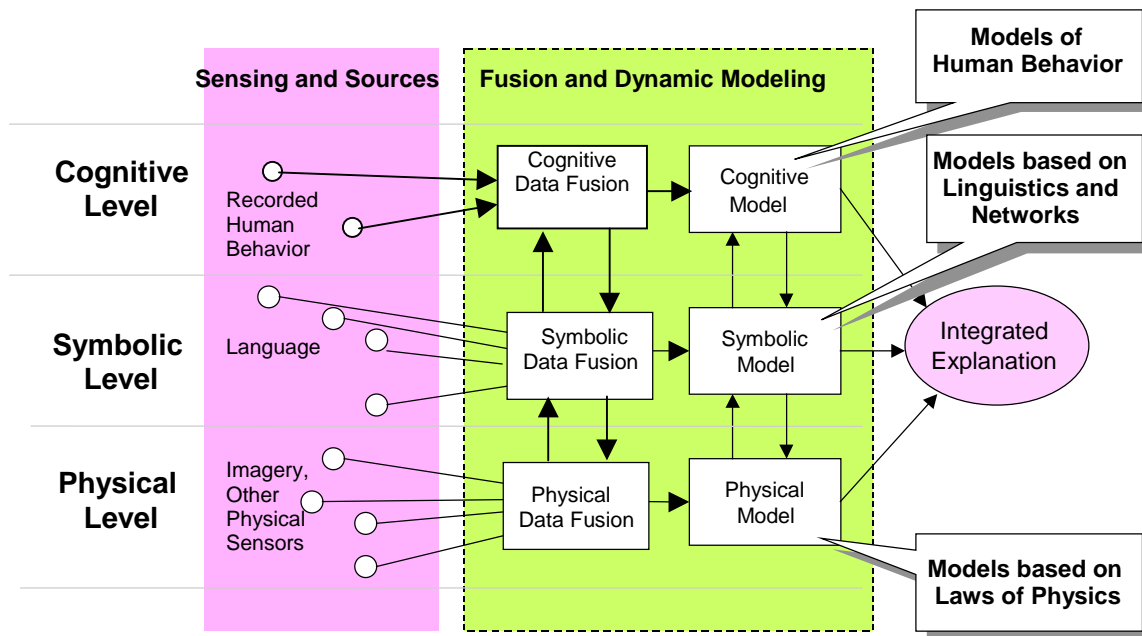 Models of
Human Behavior
Sensing and Sources
Fusion and Dynamic Modeling
Cognitive
Level
Recorded
Human
Behavior
Cognitive
Data Fusion
Cognitive
Model
Models based on
Linguistics and
Networks
Symbolic
Level
Language
Symbolic
Data Fusion
Symbolic
Model
Integrated
Explanation
Physical
Level
Imagery,
Other
Physical
Sensors
Physical
Data Fusion
Physical
Model
Models based on
Laws of Physics